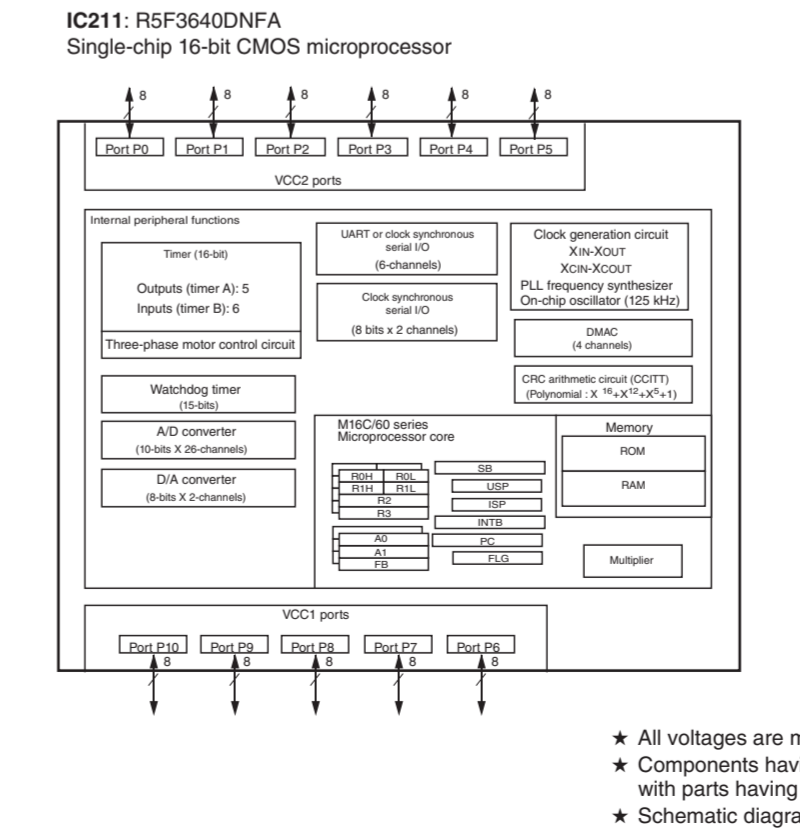 IC211: R5F3640DNFA
Single-chip 16-bit CMOS microprocessor
8 8 8 8 8 8
Port P0 Port P1 Port P2 Port P3 Port P4 Port P5
VCC2 ports
Internal peripheral functions
Timer (16-bit)
Outputs (timer A): 5
Inputs (timer B): 6
Three-phase motor control circuit
Watchdog timer
(15-bits)
A/D converter
(10-bits X 26-channels)
D/A converter
(8-bits X 2-channels)
UART or clock synchronous
serial I/O
(6-channels)
Clock synchronous
serial I/O
(8 bits x 2 channels)
Clock generation circuit
XIN-XOUT
XCIN-XCOUT
PLL frequency synthesizer
On-chip oscillator (125 kHz)
DMAC
(4 channels)
CRC arithmetic circuit (CCITT)
(Polynomial : X 16+X12+X5+1)
M16C/60 series
Microprocessor core
R0H R0L
R1H R1L
R2
R3
A0
A1
FB
SB
USP
ISP
INTB
PC
FLG
Memory
ROM
RAM
Multiplier
VCC1 ports
Port P10 Port P9 Port P8 Port P7 Port P6
8 8 8 8 8
★ All voltages are m
★ Components havi
with parts having
★ Schematic diagra